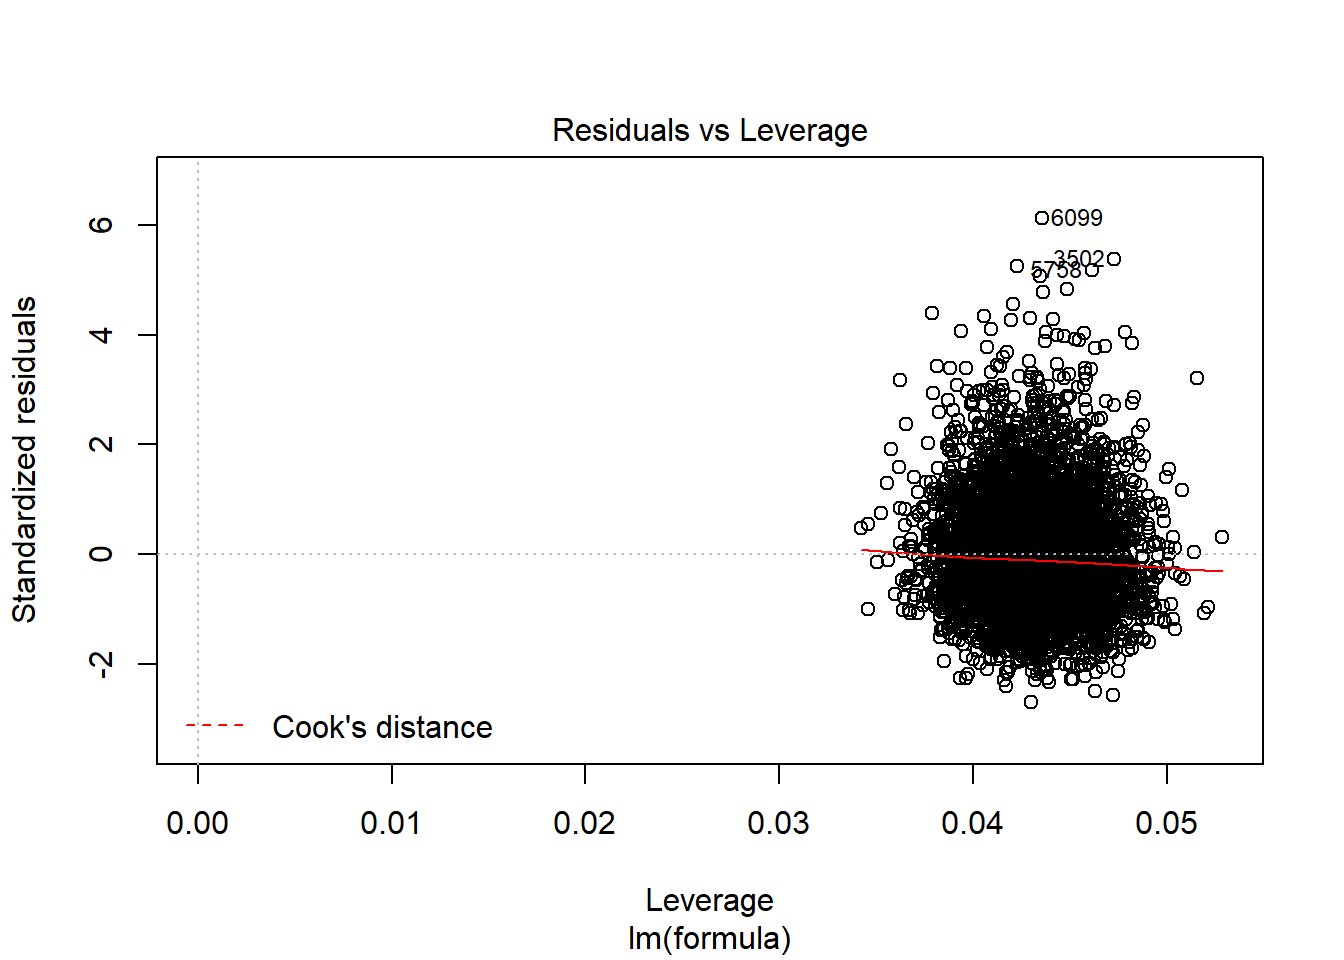 Residuals vs Leverage
Standardized residuals
6
4
2
0
-2
6099
3502
5758
Cook's distance
0.00 0.01 0.02 0.03 0.04 0.05
Leverage
lm(formula)